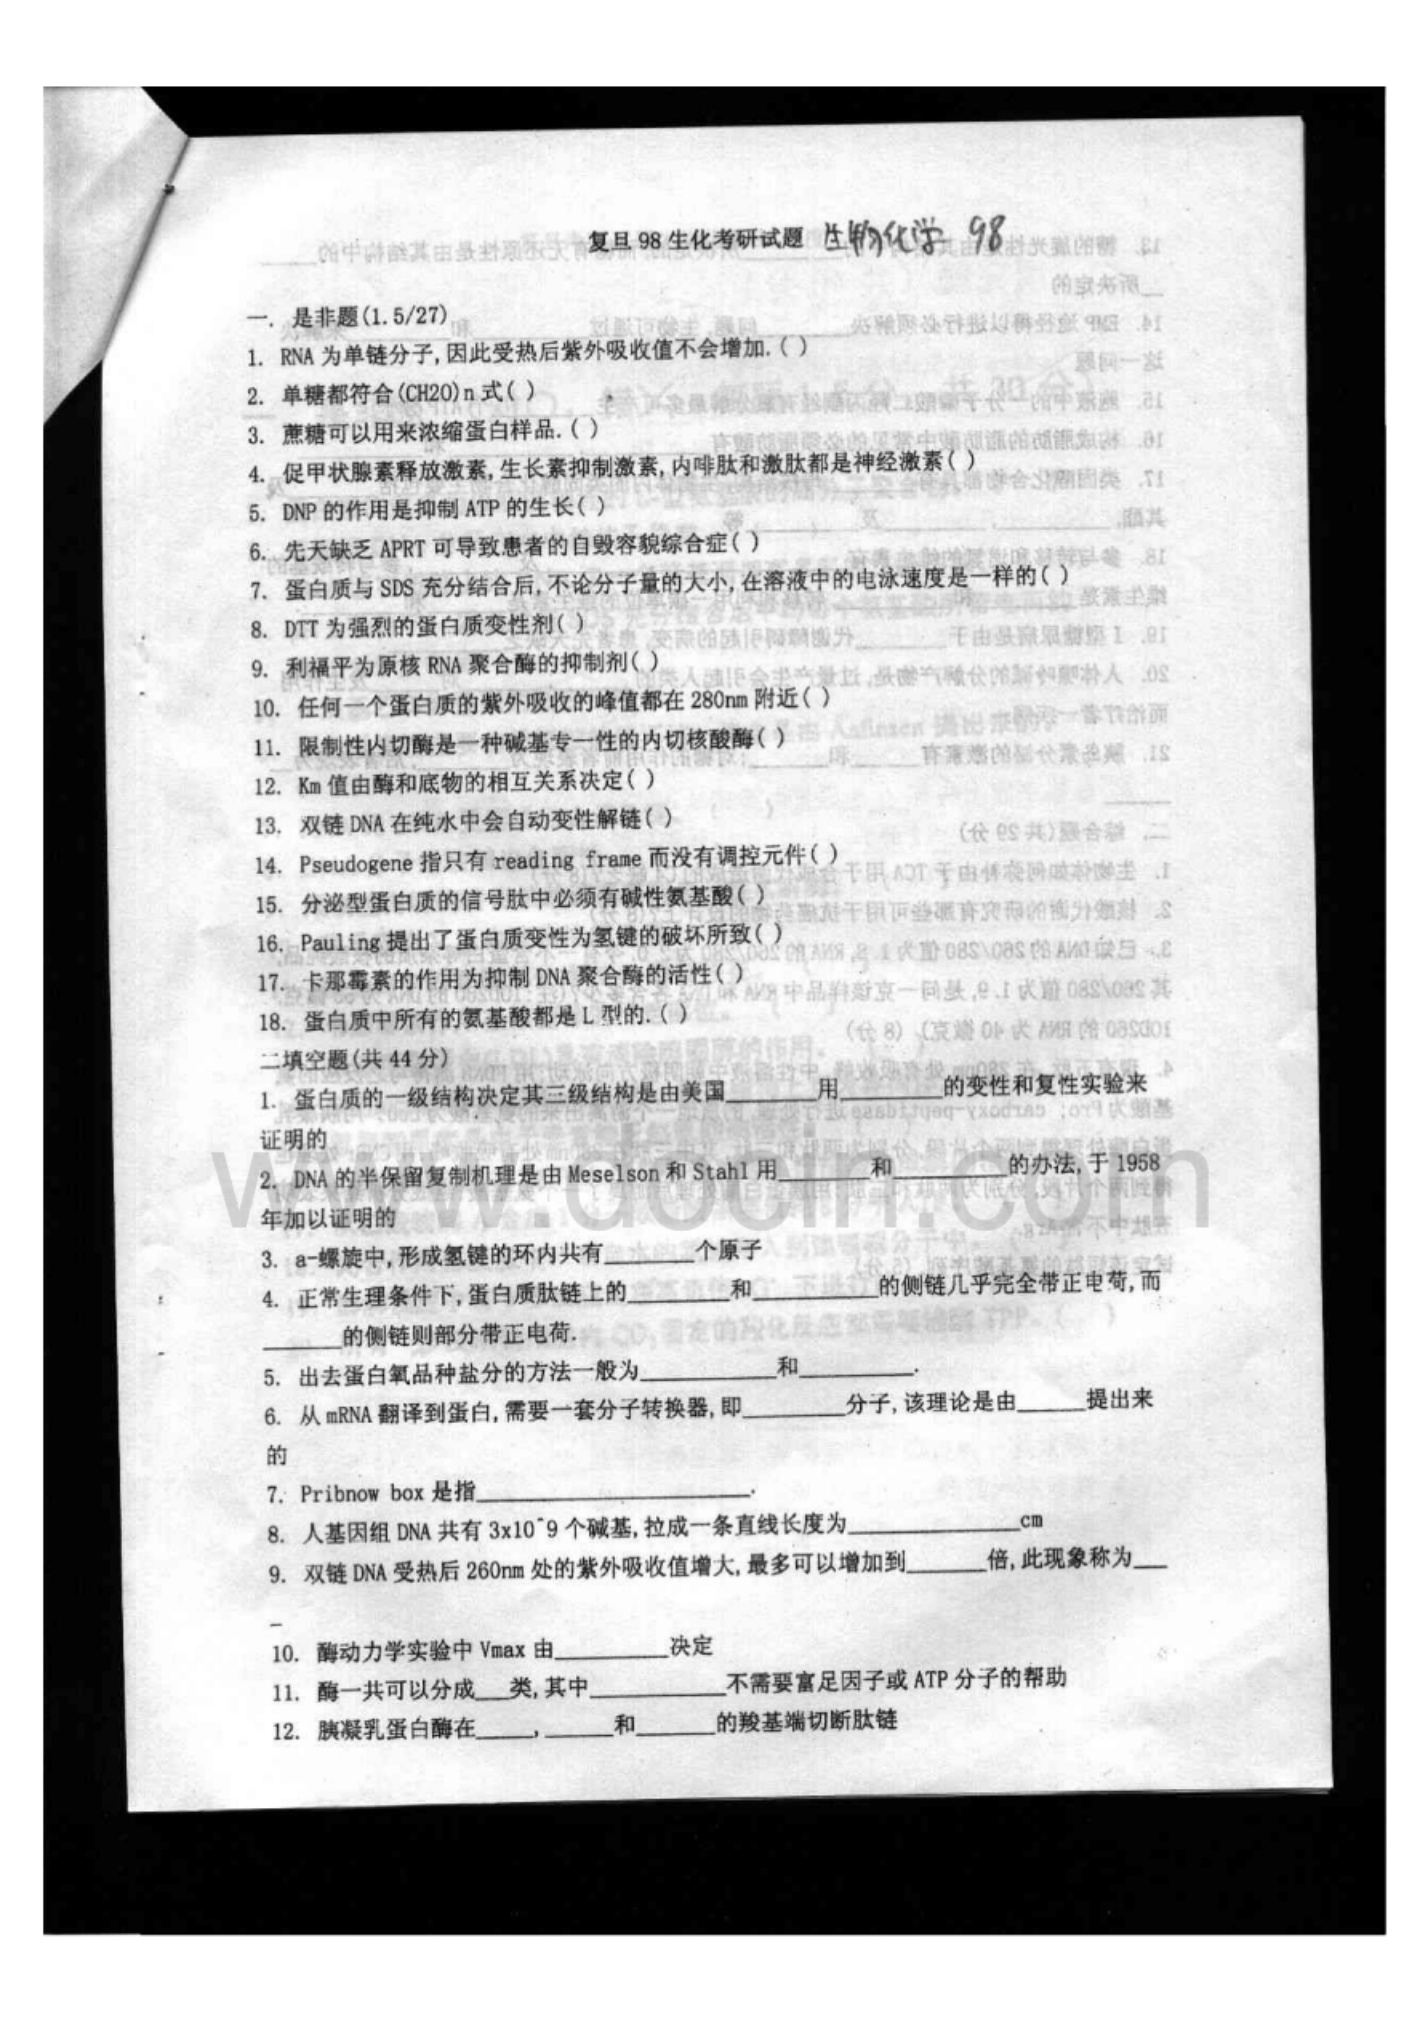 复旦98生化考研试题 生物化学 98
一. 是非题(1.5/27)
1. RNA为单链分子,因此受热后紫外吸收值不会增加.( )
2. 单糖都符合(CH2O)n式( )
3. 蔗糖可以用来浓缩蛋白样品.( )
4. 促甲状腺素释放激素,生长素抑制激素,内啡肽和激肽都是神经激素( )
5. DNP的作用是抑制ATP的生长( )
6. 先天缺乏APRT可导致患者的自毁容貌综合症( )
7. 蛋白质与SDS充分结合后,不论分子量的大小,在溶液中的电泳速度是一样的( )
8. DTT为强烈的蛋白质变性剂( )
9. 利福平为原核RNA聚合酶的抑制剂( )
10. 任何一个蛋白质的紫外吸收的峰值都在280nm附近( )
11. 限制性内切酶是一种碱基专一性的内切核酸酶( )
12. Km值由酶和底物的相互关系决定( )
13. 双链DNA在纯水中会自动变性解链( )
14. Pseudogene指只有reading frame而没有调控元件( )
15. 分泌型蛋白质的信号肽中必须有碱性氨基酸( )
16. Pauling提出了蛋白质变性为氢键的破坏所致( )
17. 卡那霉素的作用为抑制DNA聚合酶的活性( )
18. 蛋白质中所有的氨基酸都是L型的.( )
二填空题(共44分)
1. 蛋白质的一级结构决定其三级结构是由美国________用_________的变性和复性实验来
证明的
2. DNA的半保留复制机理是由Meselson和Stahl用________和__________的办法,于1958
年加以证明的
3. a-螺旋中,形成氢键的环内共有________个原子
4. 正常生理条件下,蛋白质肽链上的_________和___________的侧链几乎完全带正电荷,而
_______的侧链则部分带正电荷.
5. 出去蛋白氧品种盐分的方法一般为____________和__________.
6. 从mRNA翻译到蛋白,需要一套分子转换器,即_________分子,该理论是由______提出来
的
7. Pribnow box是指________________________.
8. 人基因组DNA共有3x10^9个碱基,拉成一条直线长度为_______________cm
9. 双链DNA受热后260nm处的紫外吸收值增大,最多可以增加到_______倍,此现象称为___
_
10. 酶动力学实验中Vmax由__________决定
11. 酶一共可以分成___类,其中____________不需要富足因子或ATP分子的帮助
12. 胰凝乳蛋白酶在_____,______和_______的羧基端切断肽链
www.docin.com